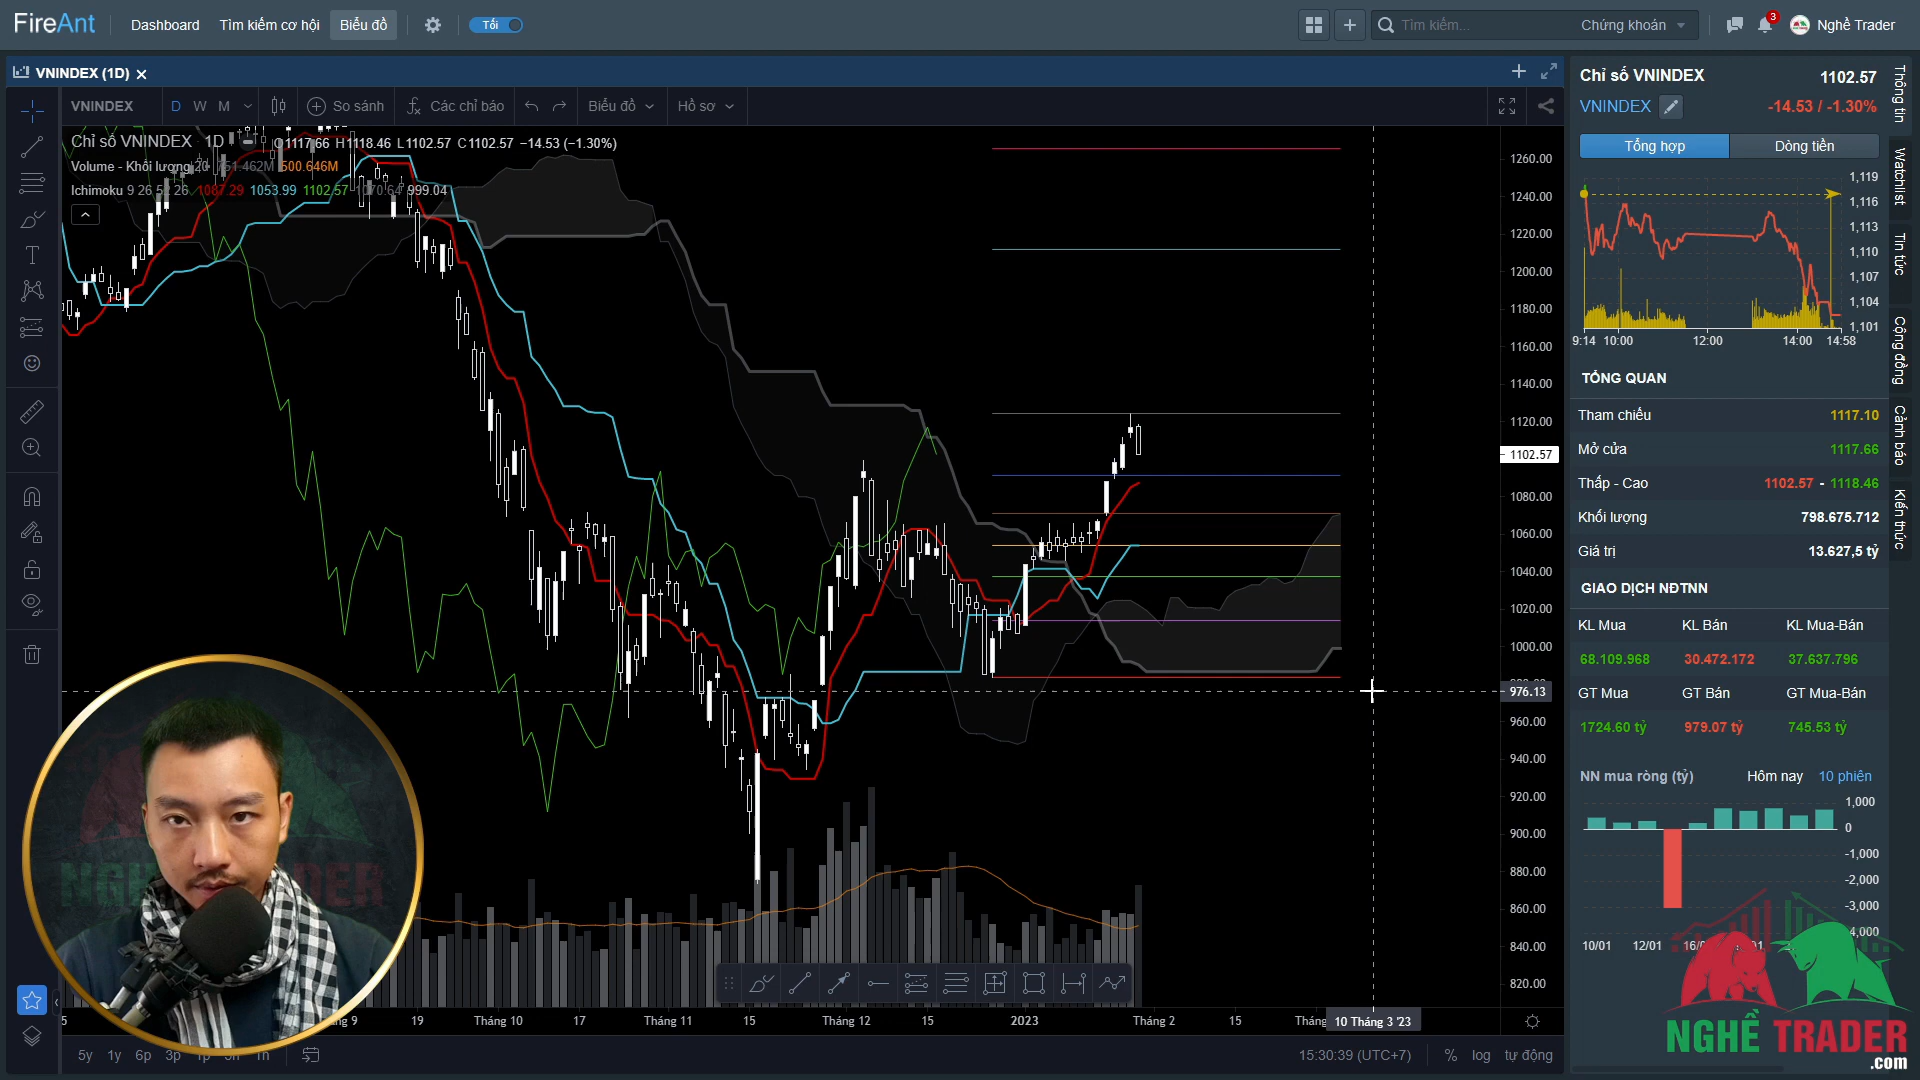 FireAnt
Dashboard
Tìm kiếm cơ hội
Biểu đồ
Tối
Tìm kiếm...
Chứng khoán
3
Nghề Trader
VNINDEX (1D)
VNINDEX
D W M
So sánh
Các chỉ báo
Biểu đồ
Hồ sơ
Chỉ số VNINDEX 1D
O1117.66 H1118.46 L1102.57 C1102.57 −14.53 (−1.30%)
Volume - Khối lượng 20
500.646M
Ichimoku 9 26 52 26 1087.29 1053.99 1102.57 1070.64 999.04
1260.00
1240.00
1220.00
1200.00
1180.00
1160.00
1140.00
1120.00
1102.57
1080.00
1060.00
1040.00
1020.00
1000.00
976.13
960.00
940.00
920.00
900.00
880.00
860.00
840.00
820.00
19
Tháng 10
17
Tháng 11
15
Tháng 12
15
2023
Tháng 2
15
10 Tháng 3 '23
5y 1y 6p 3p
15:30:39 (UTC+7)
%
log
tự động
Chỉ số VNINDEX
1102.57
VNINDEX
-14.53 / -1.30%
Tổng hợp
Dòng tiền
1,119
1,116
1,113
1,110
1,107
1,104
1,101
9:14 10:00 12:00 14:00 14:58
TỔNG QUAN
Tham chiếu 1117.10
Mở cửa 1117.66
Thấp - Cao 1102.57 - 1118.46
Khối lượng 798.675.712
Giá trị 13.627,5 tỷ
GIAO DỊCH NĐTNN
KL Mua KL Bán KL Mua-Bán
68.109.968 30.472.172 37.637.796
GT Mua GT Bán GT Mua-Bán
1724.60 tỷ 979.07 tỷ 745.53 tỷ
NN mua ròng (tỷ)
Hôm nay
10 phiên
1,000
0
-1,000
-2,000
-3,000
10/01 12/01
Thông tin
Watchlist
Tin tức
Cộng đồng
Cảnh báo
Kiến thức
NGHỀ TRADER
.com